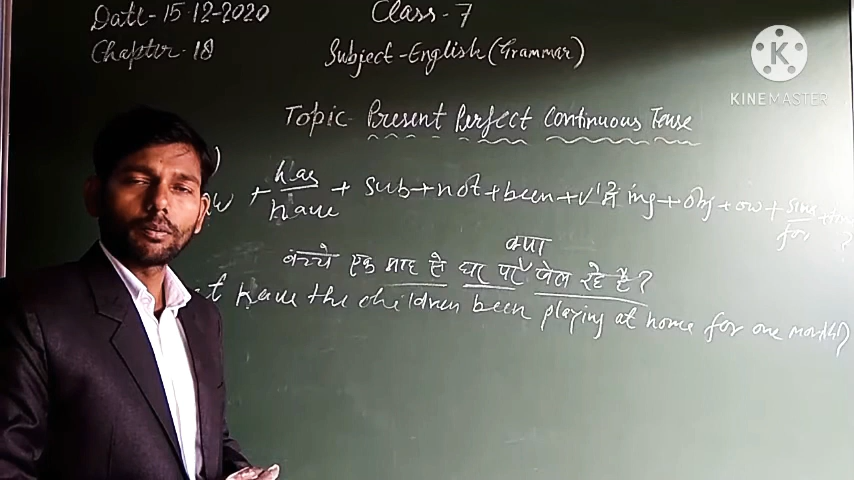 Date-15-12-2020
Class-7
Chapter-18
Subject-English(Grammar)
KINEMASTER
Topic-Present Perfect Continuous Tense
+ has/have + sub+not+been+v'में ing+obj+ow+since/for+
?
क्या
बच्चे एक माह से घर पर खेल रहे हैं?
have the children been playing at home for one month?